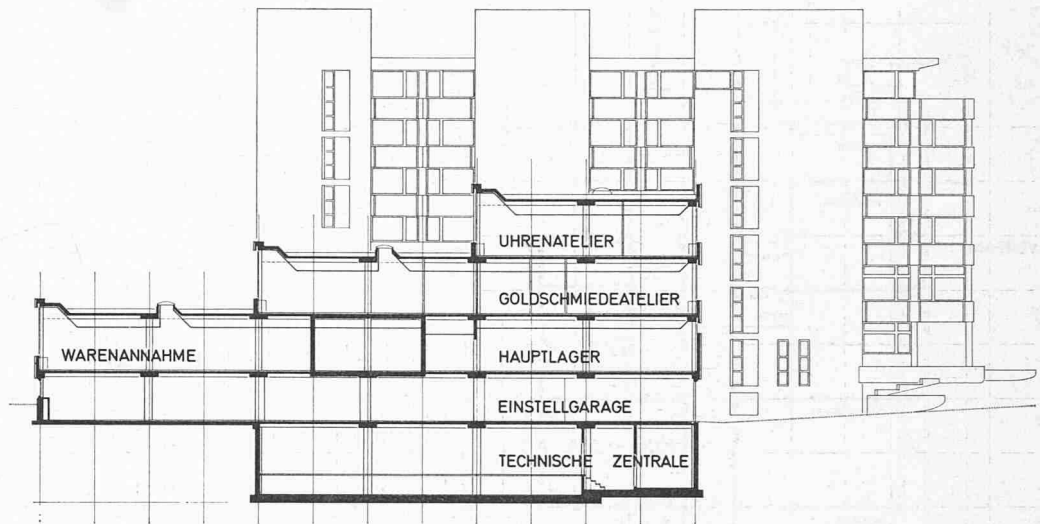 UHRENATELIER
GOLDSCHMIEDEATELIER
WARENANNAHME
HAUPTLAGER
EINSTELLGARAGE
TECHNISCHE ZENTRALE